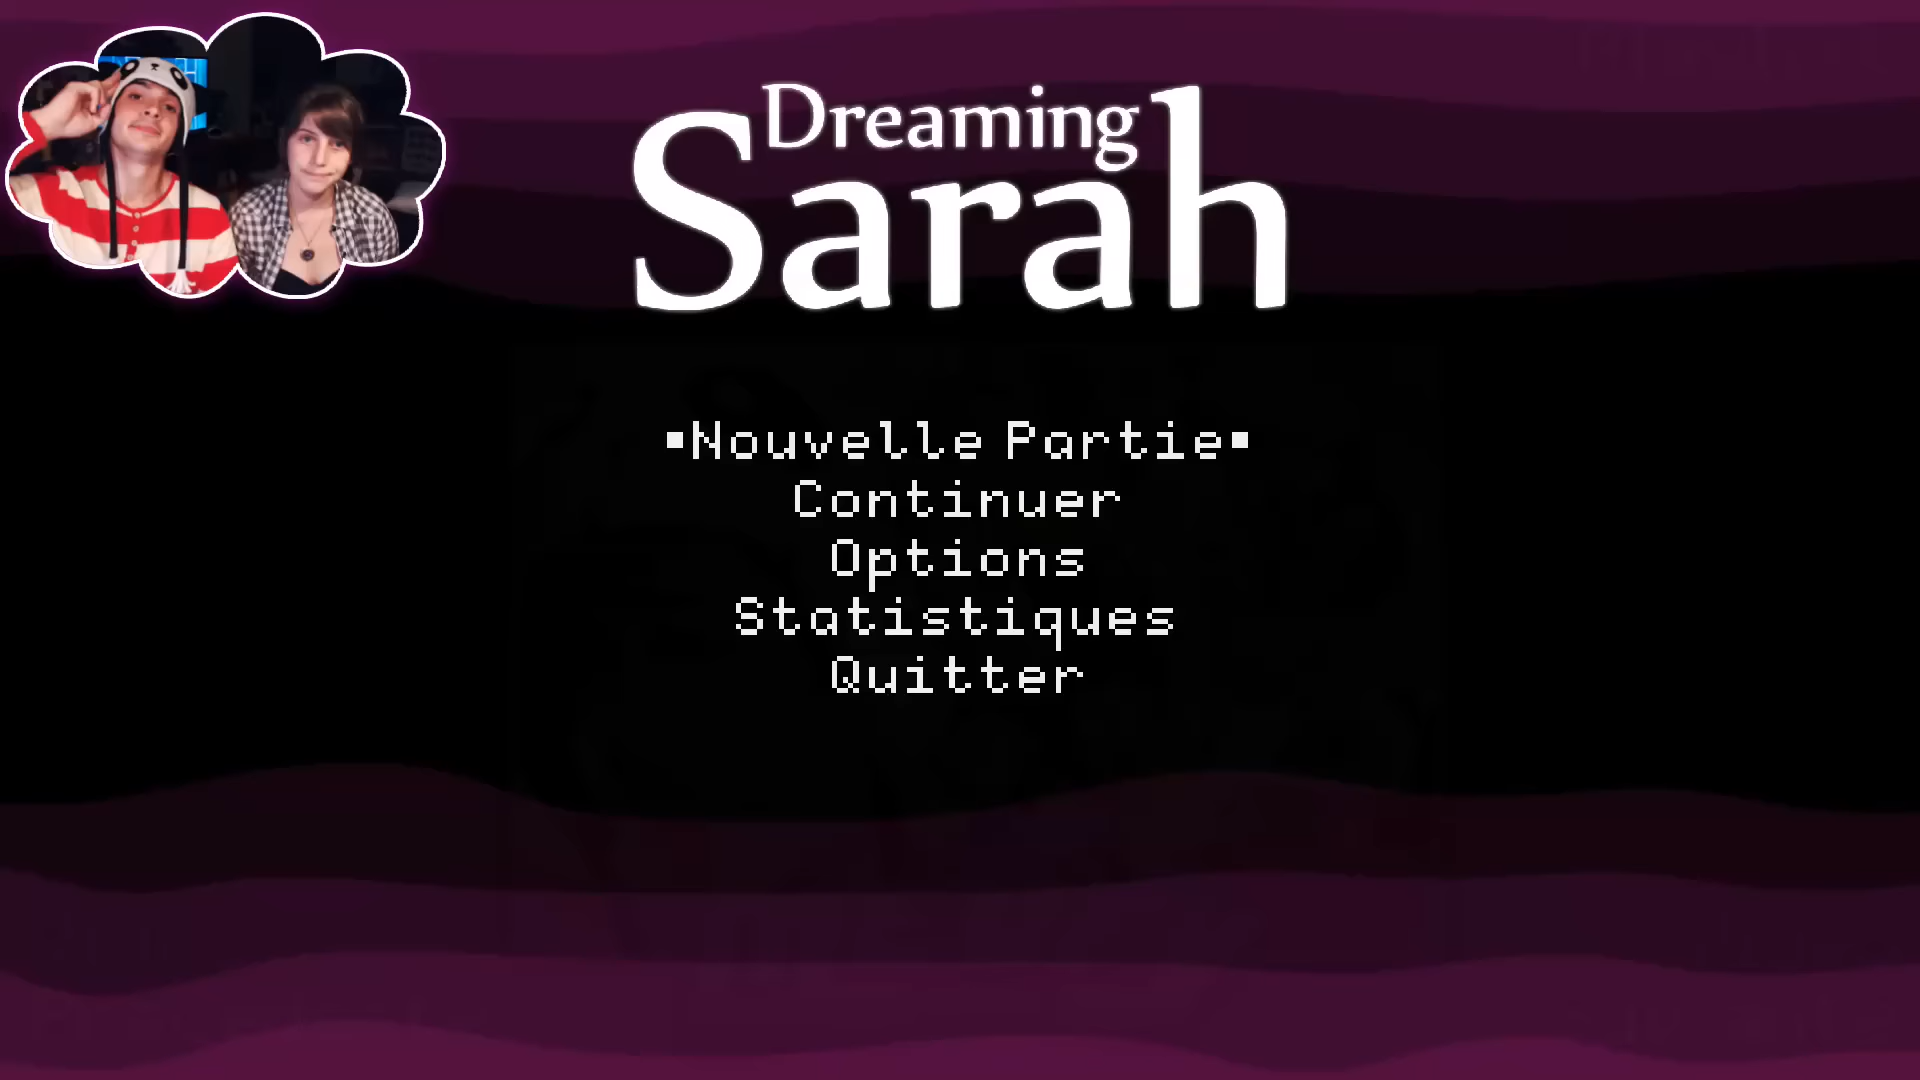 Dreaming
Sarah
▪Nouvelle Partie▪
Continuer
Options
Statistiques
Quitter